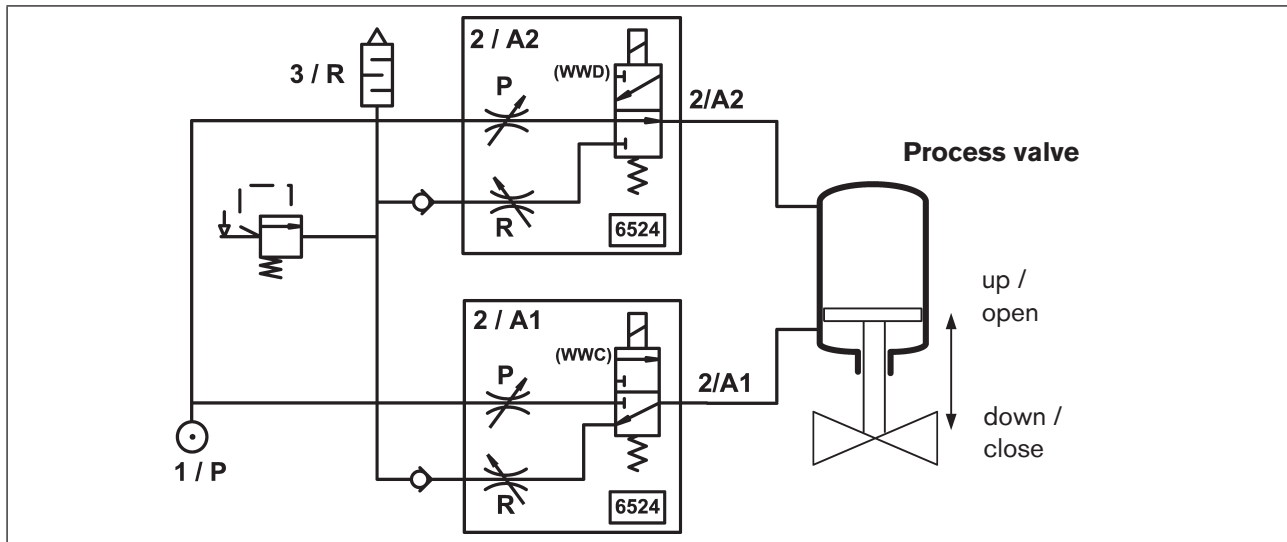 2 / A2
(WWD)
3 / R
P
2/A2
Process valve
R
6524
up /
open
2 / A1
(WWC)
P
2/A1
down /
close
1 / P
R
6524